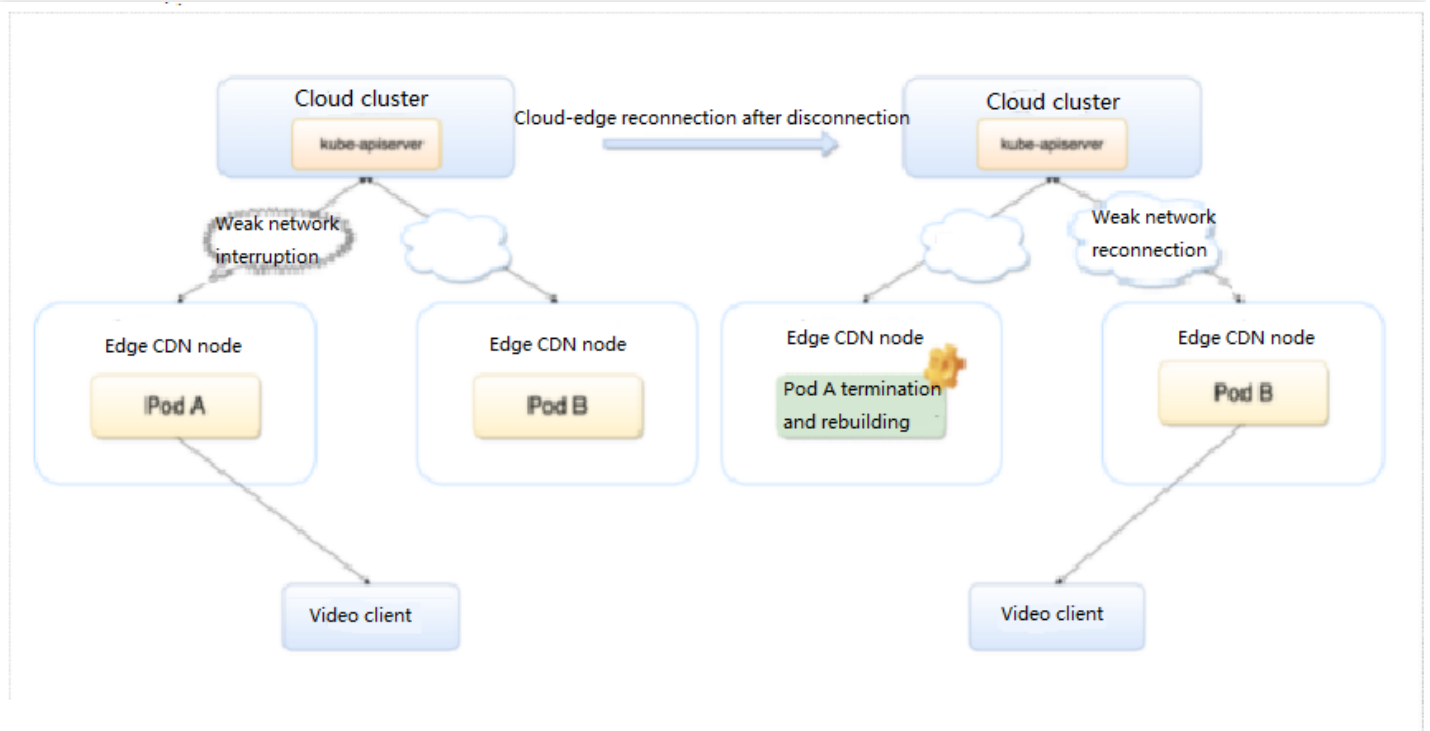 Cloud cluster
kube-apiserver
Cloud-edge reconnection after disconnection
Cloud cluster
kube-apiserver
Weak network
interruption
Weak network
reconnection
Edge CDN node
Pod A
Edge CDN node
Pod B
Edge CDN node
Pod A termination
and rebuilding
Edge CDN node
Pod B
Video client
Video client